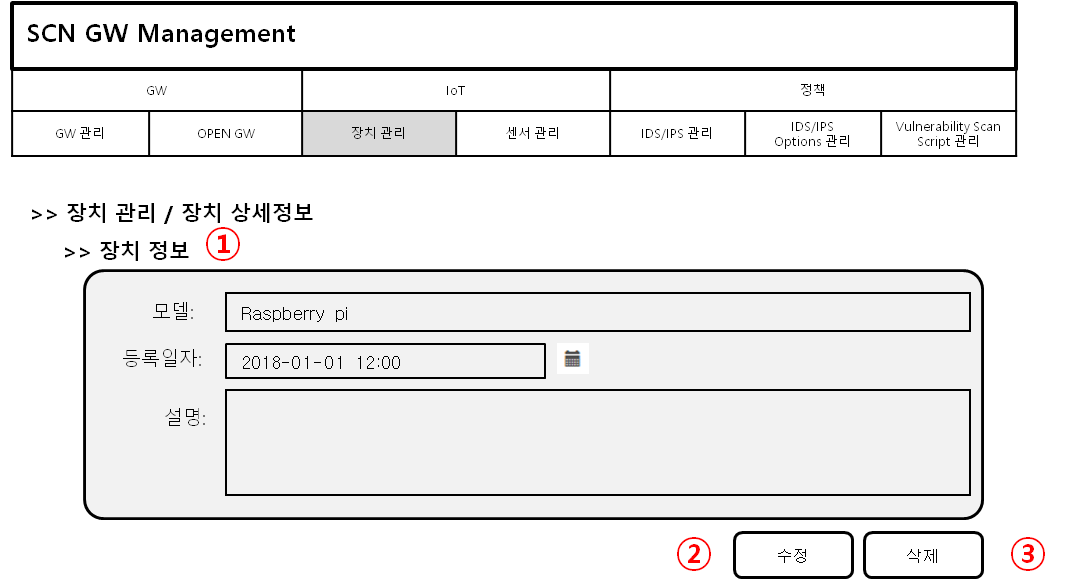 SCN GW Management
GW IoT 정책
GW 관리 OPEN GW 장치 관리 센서 관리 IDS/IPS 관리 IDS/IPS Vulnerability Scan
Options 관리 Script 관리
>> 장치 관리 / 장치 상세정보
>> 장치 정보 ①
모델: Raspberry pi
등록일자: 2018-01-01 12:00
설명:
② 수정 삭제 ③